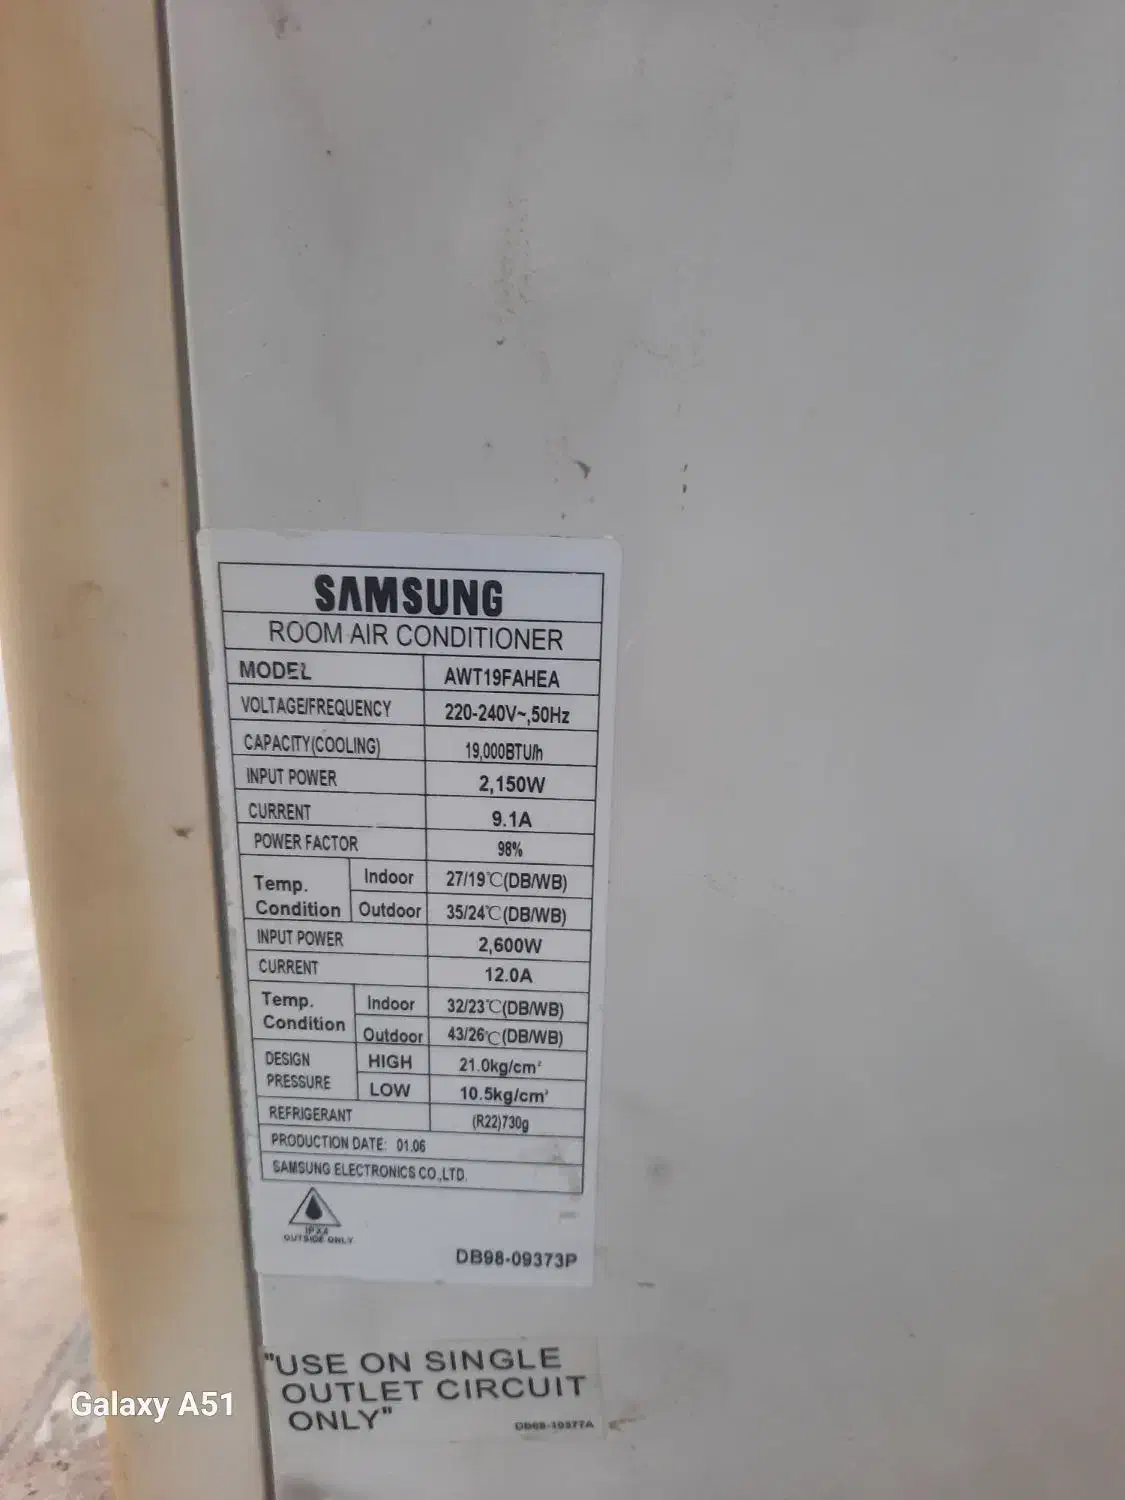 SAMSUNG
ROOM AIR CONDITIONER
MODEL AWT19FAHEA
VOLTAGE/FREQUENCY 220-240V~,50Hz
CAPACITY(COOLING) 19,000BTU/h
INPUT POWER 2,150W
CURRENT 9.1A
POWER FACTOR 98%
Temp. Condition Indoor 27/19℃(DB/WB)
Outdoor 35/24℃(DB/WB)
INPUT POWER 2,600W
CURRENT 12.0A
Temp. Condition Indoor 32/23℃(DB/WB)
Outdoor 43/26℃(DB/WB)
DESIGN PRESSURE HIGH 21.0kg/cm²
LOW 10.5kg/cm²
REFRIGERANT (R22)730g
PRODUCTION DATE: 01.06
SAMSUNG ELECTRONICS CO.,LTD.
IPX4
OUTSIDE ONLY
DB98-09373P
"USE ON SINGLE
OUTLET CIRCUIT
ONLY"
Galaxy A51